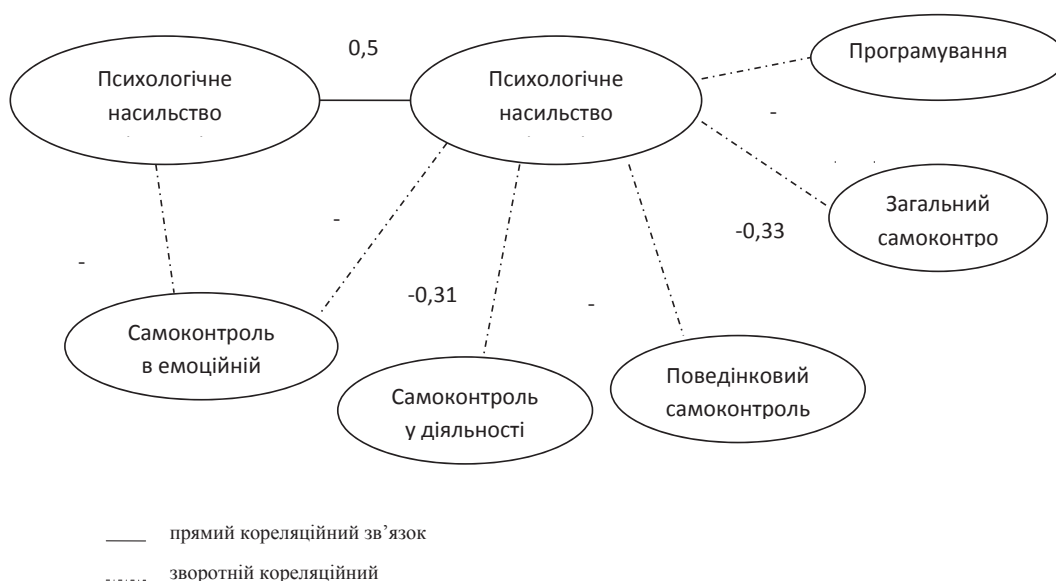 0,5
Психологічне
насильство
Психологічне
насильство
Програмування
-
Загальний
самоконтро
-0,33
-
-
-0,31
-
Самоконтроль
в емоційній
Самоконтроль
у діяльності
Поведінковий
самоконтроль
прямий кореляційний зв’язок
зворотній кореляційний